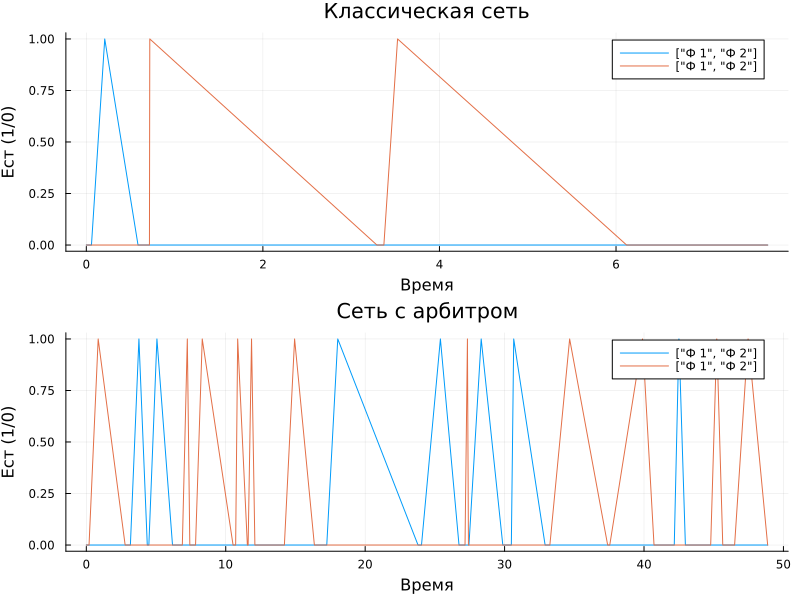 Классическая сеть
["Ф 1", "Ф 2"]
["Ф 1", "Ф 2"]
Ест (1/0)
1.00
0.75
0.50
0.25
0.00
0 2 4 6
Время
Сеть с арбитром
["Ф 1", "Ф 2"]
["Ф 1", "Ф 2"]
Ест (1/0)
1.00
0.75
0.50
0.25
0.00
0 10 20 30 40 50
Время